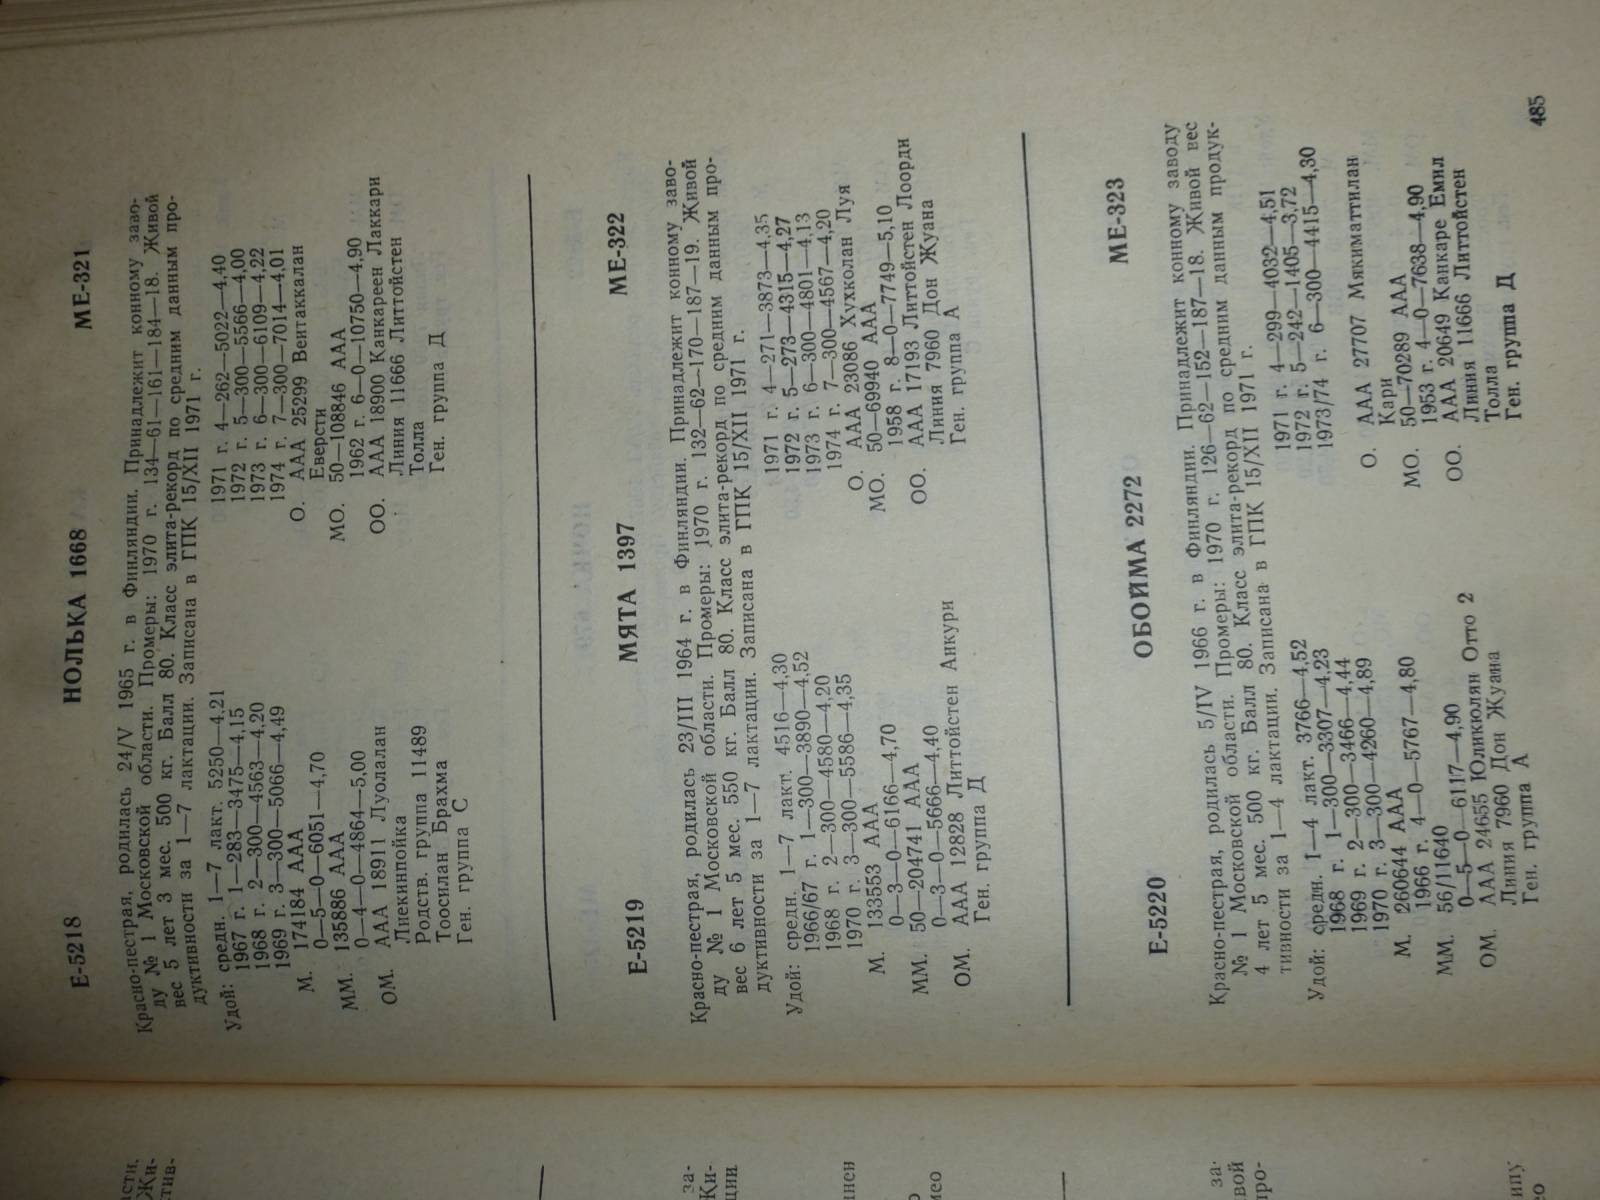 Е-5218 НОЛЬКА 1668 МЕ-321
Красно-пестрая, родилась 24/V 1965 г. в Финляндии. Принадлежит конному заво-
ду № 1 Московской области. Промеры: 1970 г. 134—61—161—184—18. Живой
вес 5 лет 3 мес. 500 кг. Балл 80. Класс элита-рекорд по средним данным про-
дуктивности за 1—7 лактации. Записана в ГПК 15/XII 1971 г.
Удой: средн. 1—7 лакт. 5250—4,21
1967 г. 1—283—3475—4,15
1968 г. 2—300—4563—4,20
1969 г. 3—300—5066—4,49
М. 174184 ААА
0—5—0—6051—4,70
ММ. 135886 ААА
0—4—0—4864—5,00
ОМ. ААА 18911 Луолалан
Лиекинпойка
Родств. группа 11489
Тоосилан Брахма
Ген. группа С
1971 г. 4—262—5022—4,40
1972 г. 5—300—5566—4,00
1973 г. 6—300—6109—4,22
1974 г. 7—300—7014—4,01
О. ААА 25299 Вентаккалан
Еверсти
МО. 50—108846 ААА
1962 г. 6—0—10750—4,90
ОО. ААА 18900 Канкареен Лаккари
Линия 11666 Литтойстен
Толла
Ген. группа Д
Е-5219 МЯТА 1397 МЕ-322
Красно-пестрая, родилась 23/III 1964 г. в Финляндии. Принадлежит конному заво-
ду № 1 Московской области. Промеры: 1970 г. 132—62—170—187—19. Живой
вес 6 лет 5 мес. 550 кг. Балл 80. Класс элита-рекорд по средним данным про-
дуктивности за 1—7 лактации. Записана в ГПК 15/XII 1971 г.
Удой: средн. 1—7 лакт. 4516—4,30
1966/67 г. 1—300—3890—4,52
1968 г. 2—300—4580—4,20
1970 г. 3—300—5586—4,35
М. 133553 ААА
0—3—0—6166—4,70
ММ. 50—204741 ААА
0—3—0—5666—4,40
ОМ. ААА 12828 Литтойстен Анкури
Ген. группа Д
1971 г. 4—271—3873—4,35
1972 г. 5—273—4315—4,27
1973 г. 6—300—4801—4,13
1974 г. 7—300—4567—4,20
О. ААА 23086 Хухколан Луя
МО. 50—69940 ААА
1958 г. 8—0—7749—5,10
ОО. ААА 17193 Литтойстен Лоорди
Линия 7960 Дон Жуана
Ген. группа А
Е-5220 ОБОЙМА 2272 МЕ-323
Красно-пестрая, родилась 5/IV 1966 г. в Финляндии. Принадлежит конному заводу
№ 1 Московской области. Промеры: 1970 г. 126—62—152—187—18. Живой вес
4 лет 5 мес. 500 кг. Балл 80. Класс элита-рекорд по средним данным продук-
тивности за 1—4 лактации. Записана в ГПК 15/XII 1971 г.
Удой: средн. 1—4 лакт. 3766—4,52
1968 г. 1—300—3307—4,23
1969 г. 2—300—3466—4,44
1970 г. 3—300—4260—4,89
М. 260644 ААА
1966 г. 4—0—5767—4,80
ММ. 56/11640
0—5—0—6117—4,90
ОМ. ААА 24655 Юликюлян Отто 2
Линия 7960 Дон Жуана
Ген. группа А
1971 г. 4—299—4032—4,51
1972 г. 5—242—1405—3,72
1973/74 г. 6—300—4415—4,30
О. ААА 27707 Мякиматтилан
Кари
МО. 50—70289 ААА
1953 г. 4—0—7638—4,90
ОО. ААА 20649 Канкаре Емил
Линия 11666 Литтойстен
Толла
Ген. группа Д
485